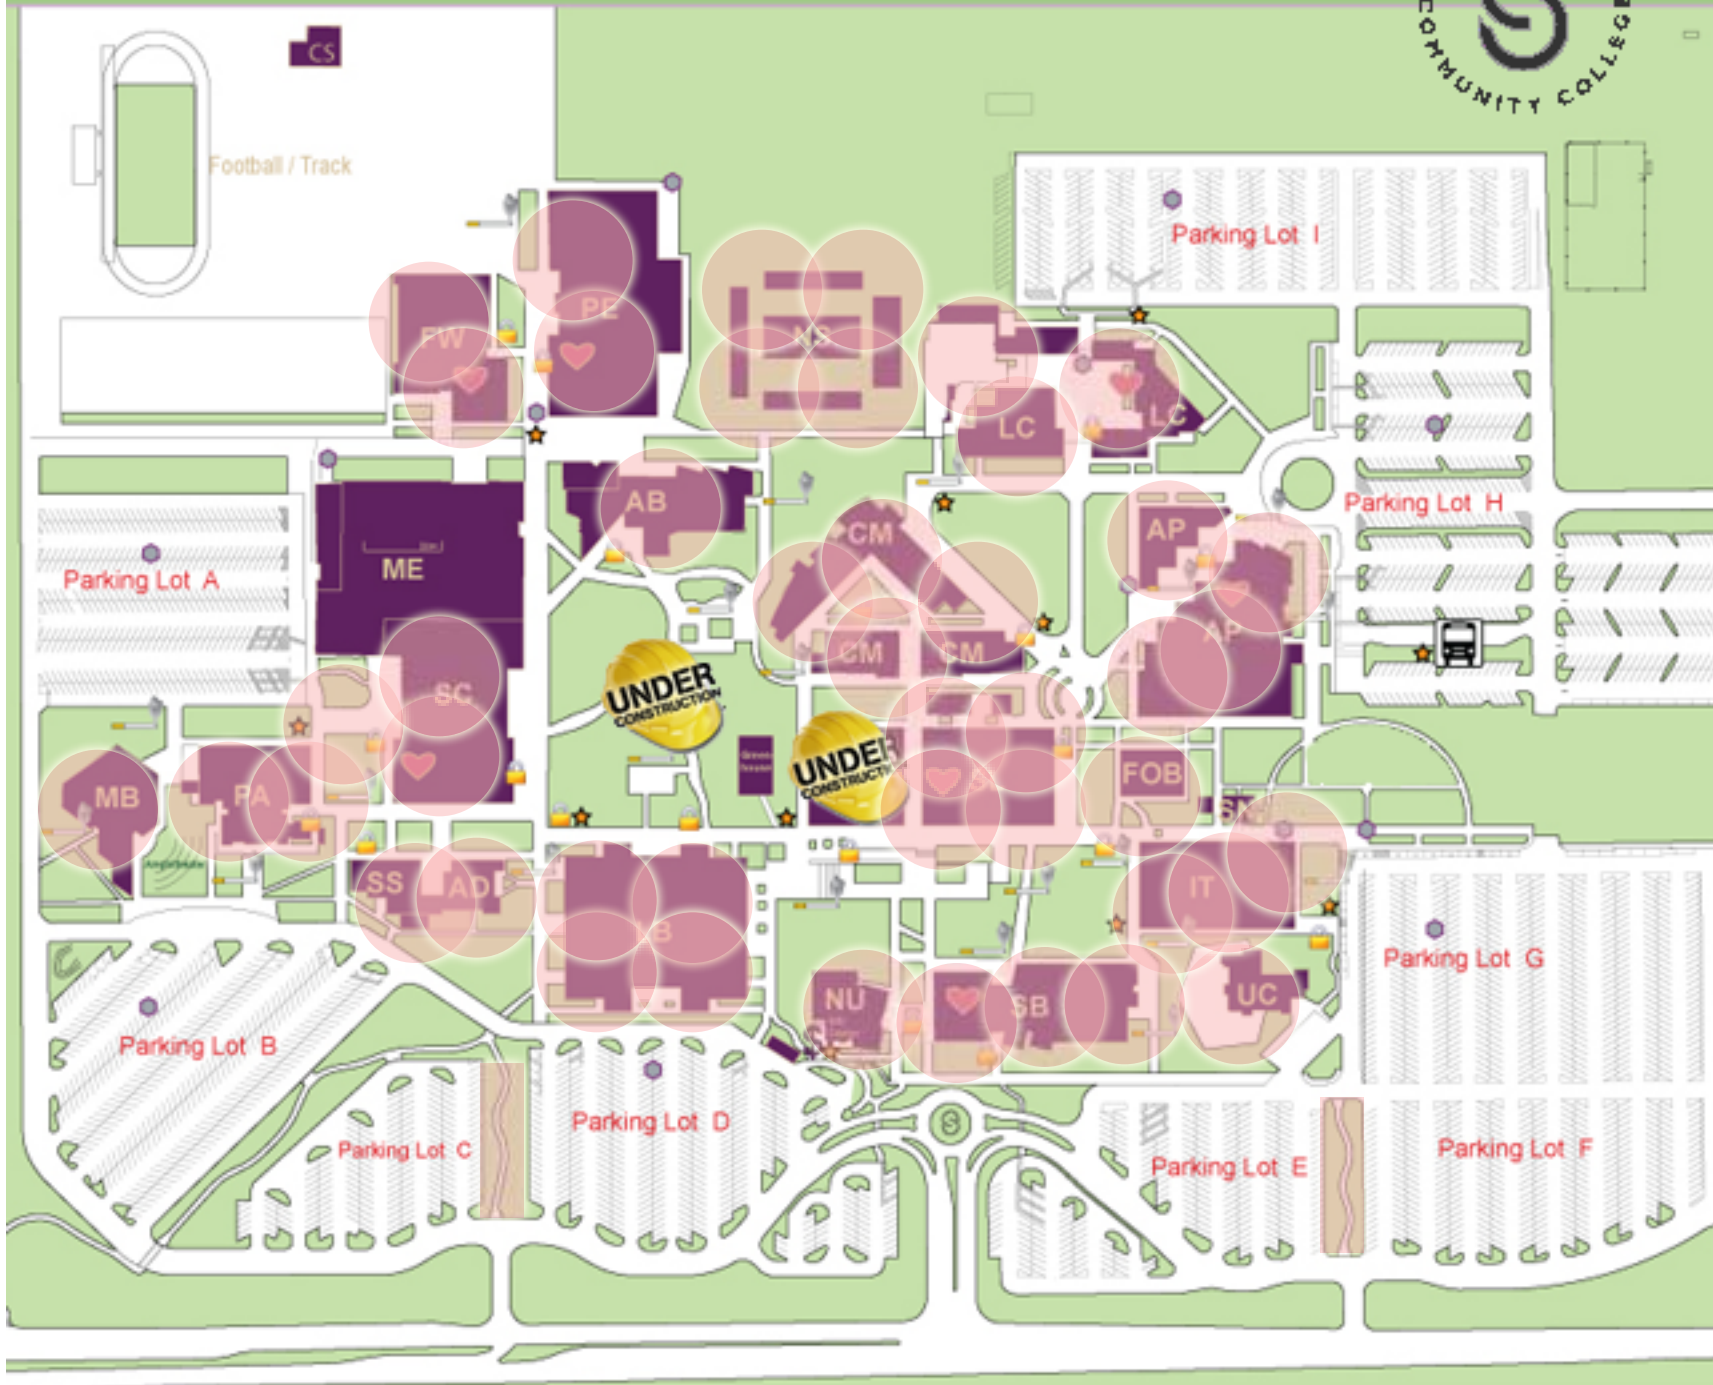 COMMUNITY COLLEGE
CS
Football / Track
Parking Lot I
PE
FW
LC
LC
AB
CM
AP
Parking Lot H
ME
Parking Lot A
CM
CM
AP
SC
UNDER
CONSTRUCTION
UNDER
CONSTRUCTI
FOB
MB
PA
SS
AD
IT
LB
Parking Lot G
NU
SB
UC
Parking Lot B
Parking Lot D
S
Parking Lot C
Parking Lot E
Parking Lot F